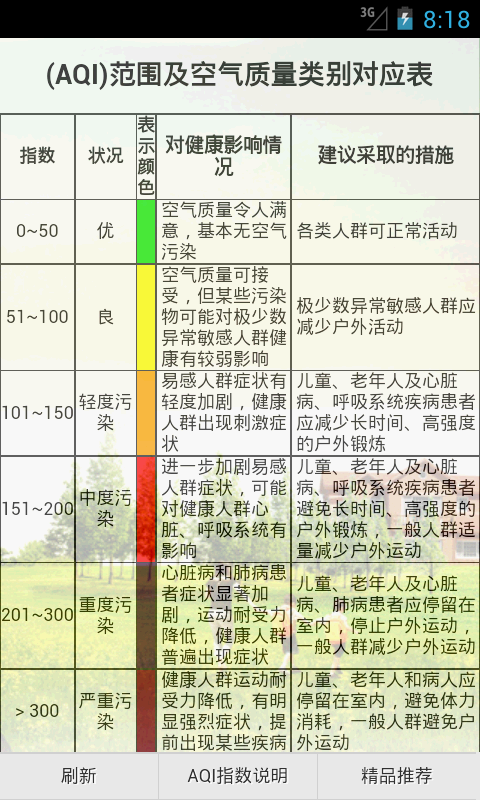 3G
8:18
(AQI)范围及空气质量类别对应表
指数
状况
表
示
颜
色
对健康影响情
况
建议采取的措施
0~50
优
空气质量令人满
意，基本无空气
污染
各类人群可正常活动
51~100
良
空气质量可接
受，但某些污染
物可能对极少数
异常敏感人群健
康有较弱影响
极少数异常敏感人群应
减少户外活动
101~150
轻度污
染
易感人群症状有
轻度加剧，健康
人群出现刺激症
状
儿童、老年人及心脏
病、呼吸系统疾病患者
应减少长时间、高强度
的户外锻炼
151~200
中度污
染
进一步加剧易感
人群症状，可能
对健康人群心
脏、呼吸系统有
影响
儿童、老年人及心脏
病、呼吸系统疾病患者
避免长时间、高强度的
户外锻炼，一般人群适
量减少户外运动
201~300
重度污
染
心脏病和肺病患
者症状显著加
剧，运动耐受力
降低，健康人群
普遍出现症状
儿童、老年人及心脏
病、肺病患者应停留在
室内，停止户外运动，
一般人群减少户外运动
> 300
严重污
染
健康人群运动耐
受力降低，有明
显强烈症状，提
前出现某些疾病
儿童、老年人和病人应
停留在室内，避免体力
消耗，一般人群避免户
外运动
刷新
AQI指数说明
精品推荐